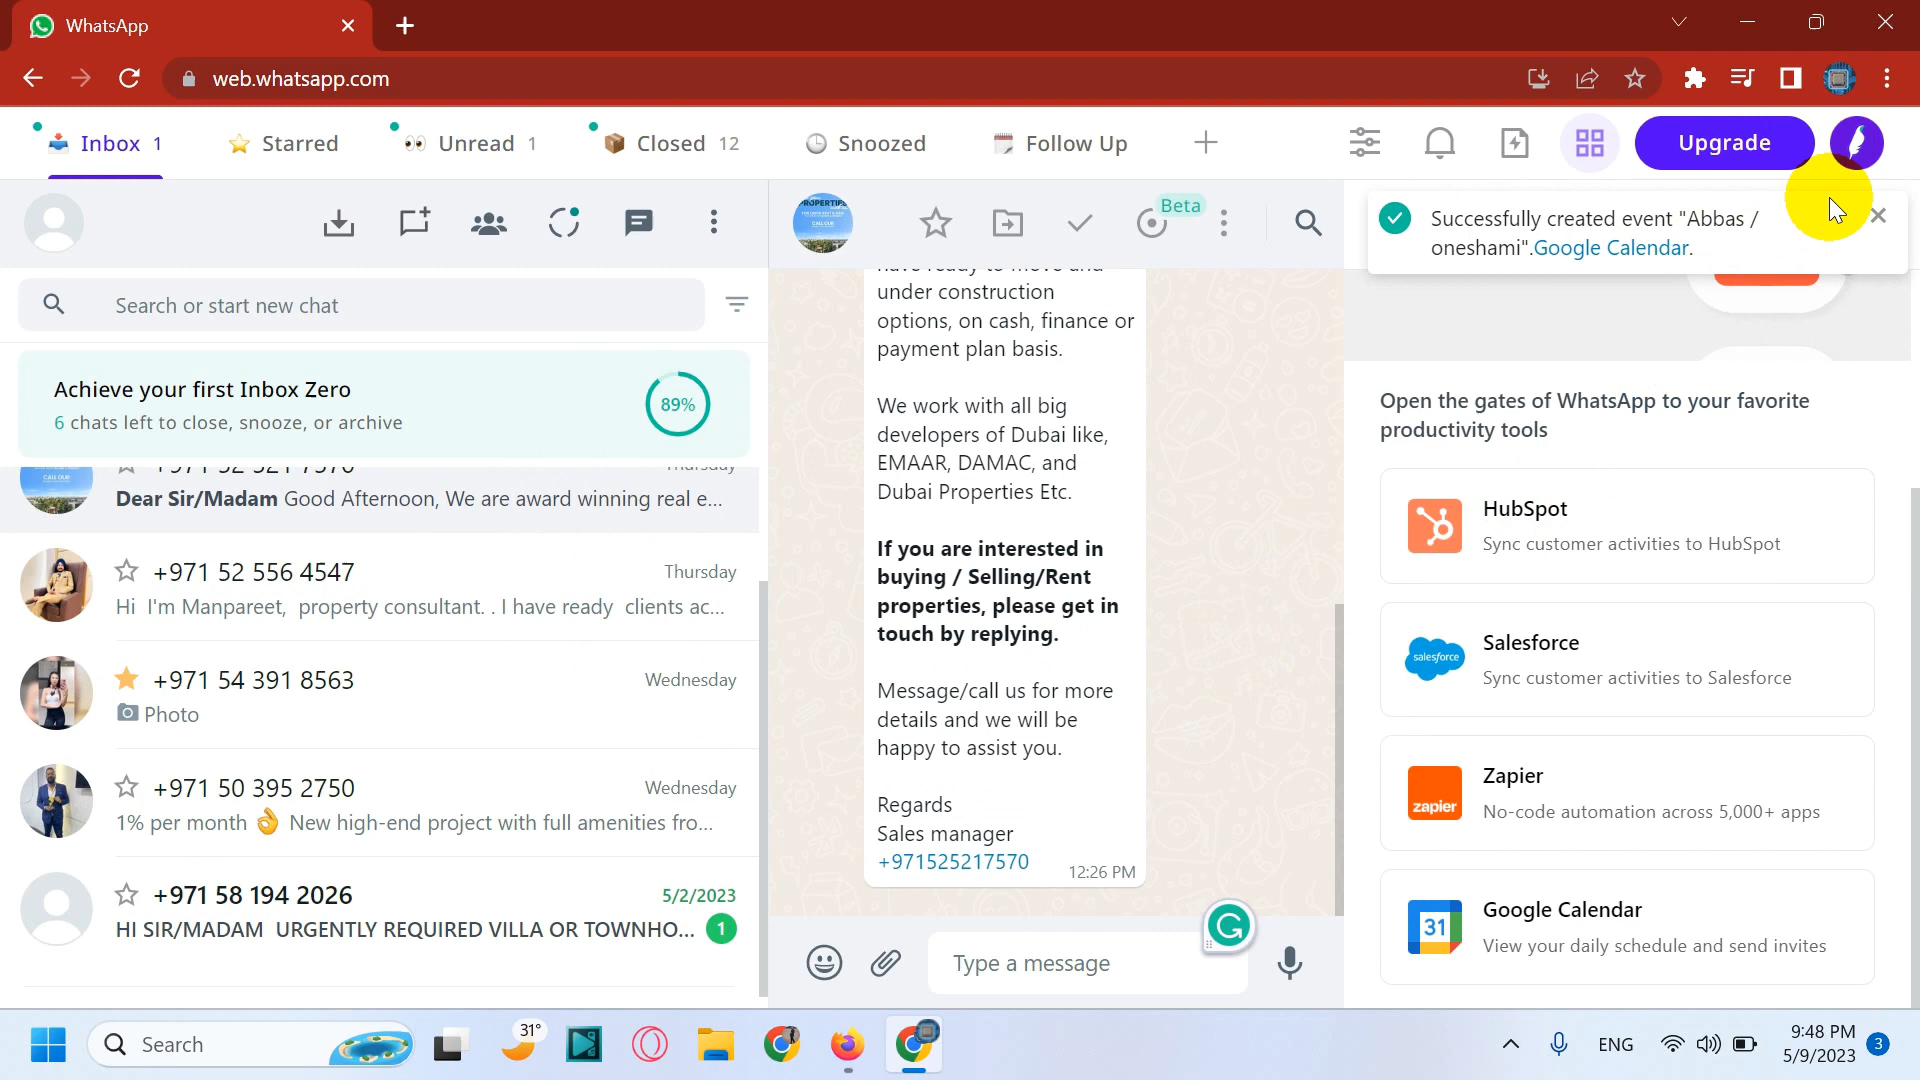 WhatsApp
web.whatsapp.com
Inbox 1
Starred
Unread 1
Closed 12
Snoozed
Follow Up
Upgrade
Beta
Successfully created event "Abbas /
oneshami".Google Calendar.
Search or start new chat
Achieve your first Inbox Zero
6 chats left to close, snooze, or archive
89%
Dear Sir/Madam Good Afternoon, We are award winning real e...
+971 52 556 4547
Thursday
Hi I'm Manpareet, property consultant. . I have ready clients ac...
+971 54 391 8563
Wednesday
Photo
+971 50 395 2750
Wednesday
1% per month 👌 New high-end project with full amenities fro...
+971 58 194 2026
5/2/2023
HI SIR/MADAM URGENTLY REQUIRED VILLA OR TOWNHO...
1
under construction
options, on cash, finance or
payment plan basis.
We work with all big
developers of Dubai like,
EMAAR, DAMAC, and
Dubai Properties Etc.
If you are interested in
buying / Selling/Rent
properties, please get in
touch by replying.
Message/call us for more
details and we will be
happy to assist you.
Regards
Sales manager
+971525217570
12:26 PM
Type a message
Open the gates of WhatsApp to your favorite
productivity tools
HubSpot
Sync customer activities to HubSpot
salesforce
Salesforce
Sync customer activities to Salesforce
zapier
Zapier
No-code automation across 5,000+ apps
31
Google Calendar
View your daily schedule and send invites
Search
31°
ENG
9:48 PM
5/9/2023
3